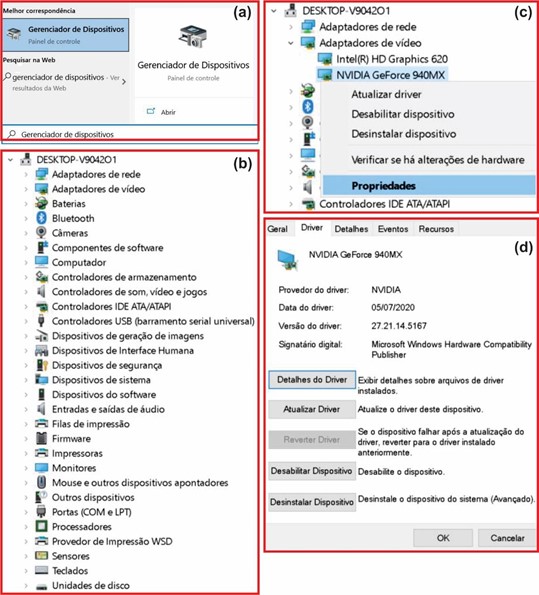 (a)
Melhor correspondência
Gerenciador de Dispositivos
Painel de controle
Pesquisar na Web
gerenciador de dispositivos - Ver
resultados da Web
Gerenciador de Dispositivos
Painel de controle
Abrir
Gerenciador de dispositivos
(b)
DESKTOP-V9042O1
Adaptadores de rede
Adaptadores de vídeo
Baterias
Bluetooth
Câmeras
Componentes de software
Computador
Controladores de armazenamento
Controladores de som, vídeo e jogos
Controladores IDE ATA/ATAPI
Controladores USB (barramento serial universal)
Dispositivos de geração de imagens
Dispositivos de Interface Humana
Dispositivos de segurança
Dispositivos de sistema
Dispositivos do software
Entradas e saídas de áudio
Filas de impressão
Firmware
Impressoras
Monitores
Mouse e outros dispositivos apontadores
Outros dispositivos
Portas (COM e LPT)
Processadores
Provedor de Impressão WSD
Sensores
Teclados
Unidades de disco
(c)
DESKTOP-V9042O1
Adaptadores de rede
Adaptadores de vídeo
Intel(R) HD Graphics 620
NVIDIA GeForce 940MX
Atualizar driver
Desabilitar dispositivo
Desinstalar dispositivo
Verificar se há alterações de hardware
Propriedades
Controladores IDE ATA/ATAPI
Geral Driver Detalhes Eventos Recursos
(d)
NVIDIA GeForce 940MX
Provedor do driver: NVIDIA
Data do driver: 05/07/2020
Versão do driver: 27.21.14.5167
Signatário digital: Microsoft Windows Hardware Compatibility
Publisher
Detalhes do Driver Exibir detalhes sobre arquivos de driver
instalados.
Atualizar Driver Atualize o driver deste dispositivo.
Reverter Driver Se o dispositivo falhar após a atualização do
driver, reverter para o driver instalado
anteriormente.
Desabilitar Dispositivo Desabilite o dispositivo.
Desinstalar Dispositivo Desinstale o dispositivo do sistema (Avançado).
OK Cancelar